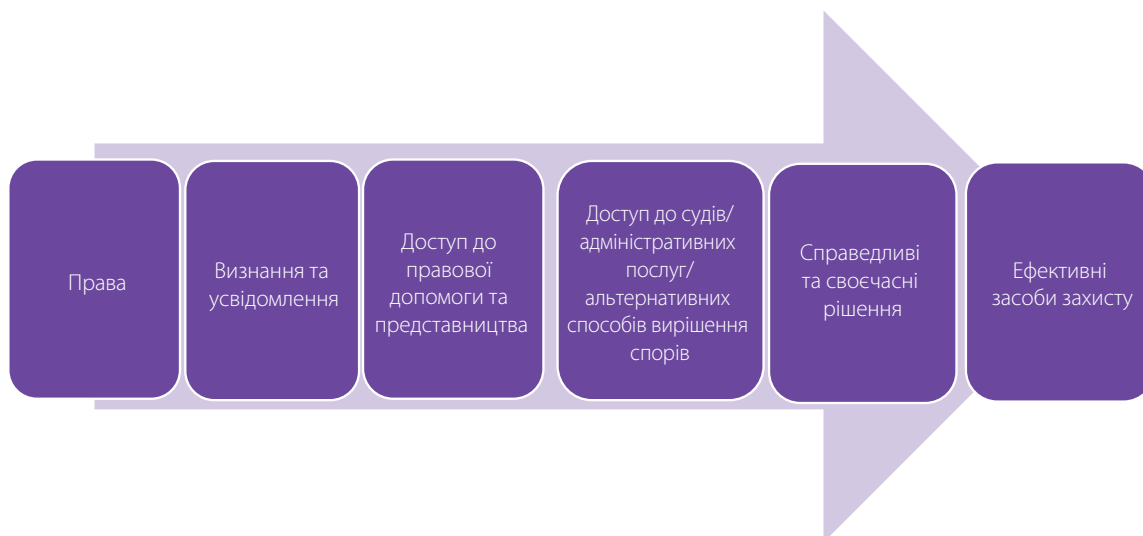 Права
Визнання та
усвідомлення
Доступ до
правової
допомоги та
представництва
Доступ до судів/
адміністративних
послуг/
альтернативних
способів вирішення
спорів
Справедливі
та своєчасні
рішення
Ефективні
засоби захисту